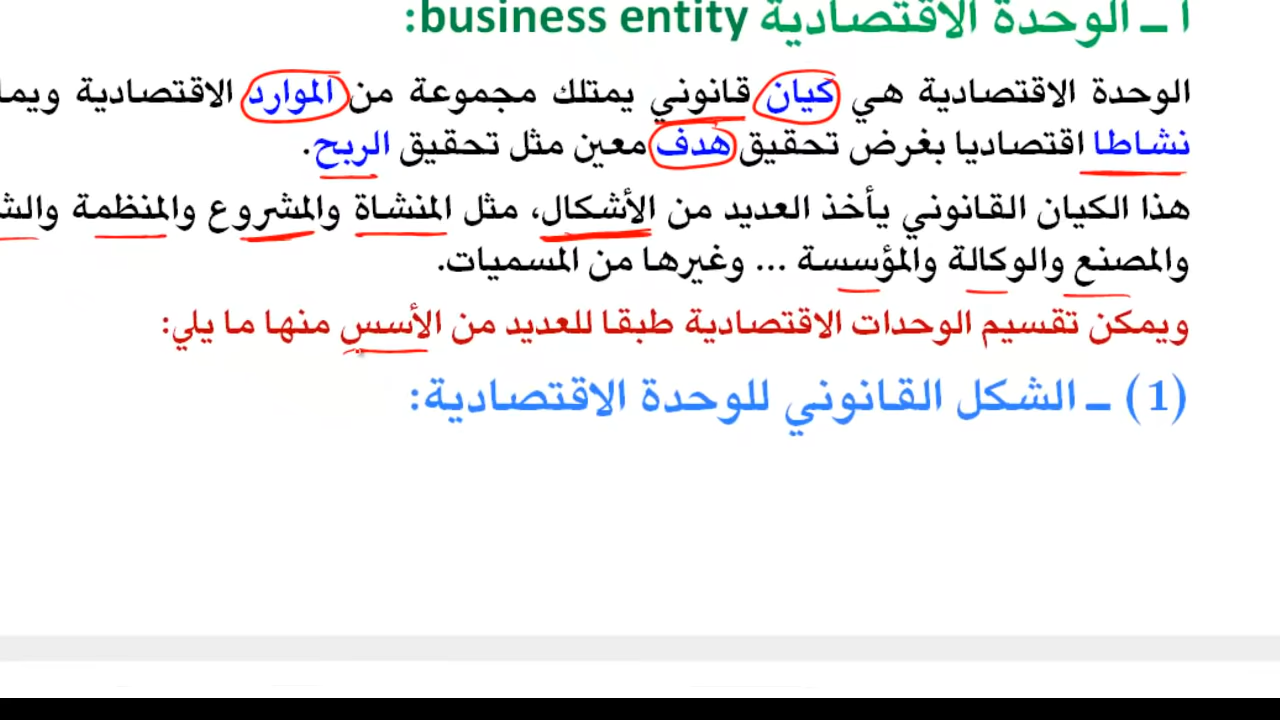 ا ـ الوحدة الاقتصادية business entity:
الوحدة الاقتصادية هي كيان قانوني يمتلك مجموعة من الموارد الاقتصادية
نشاطا اقتصاديا بغرض تحقيق هدف معين مثل تحقيق الربح.
هذا الكيان القانوني يأخذ العديد من الأشكال، مثل المنشاة والمشروع والمنظمة
والمصنع والوكالة والمؤسسة ... وغيرها من المسميات.
ويمكن تقسيم الوحدات الاقتصادية طبقا للعديد من الأسس منها ما يلي:
(1) ـ الشكل القانوني للوحدة الاقتصادية: